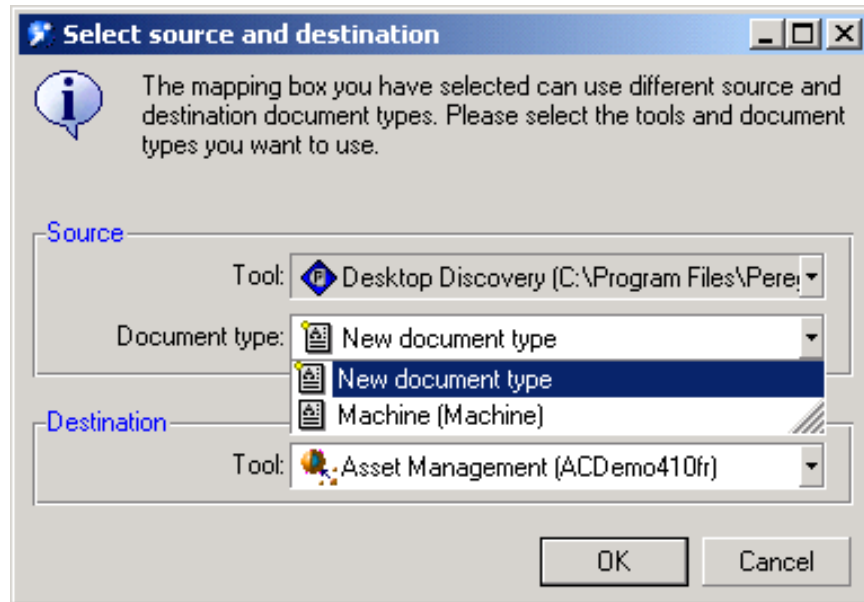 Select source and destination
The mapping box you have selected can use different source and
destination document types. Please select the tools and document
types you want to use.
Source
Tool: Desktop Discovery (C:\Program Files\Pere
Document type: New document type
New document type
Machine (Machine)
Destination
Tool: Asset Management (ACDemo410fr)
OK Cancel